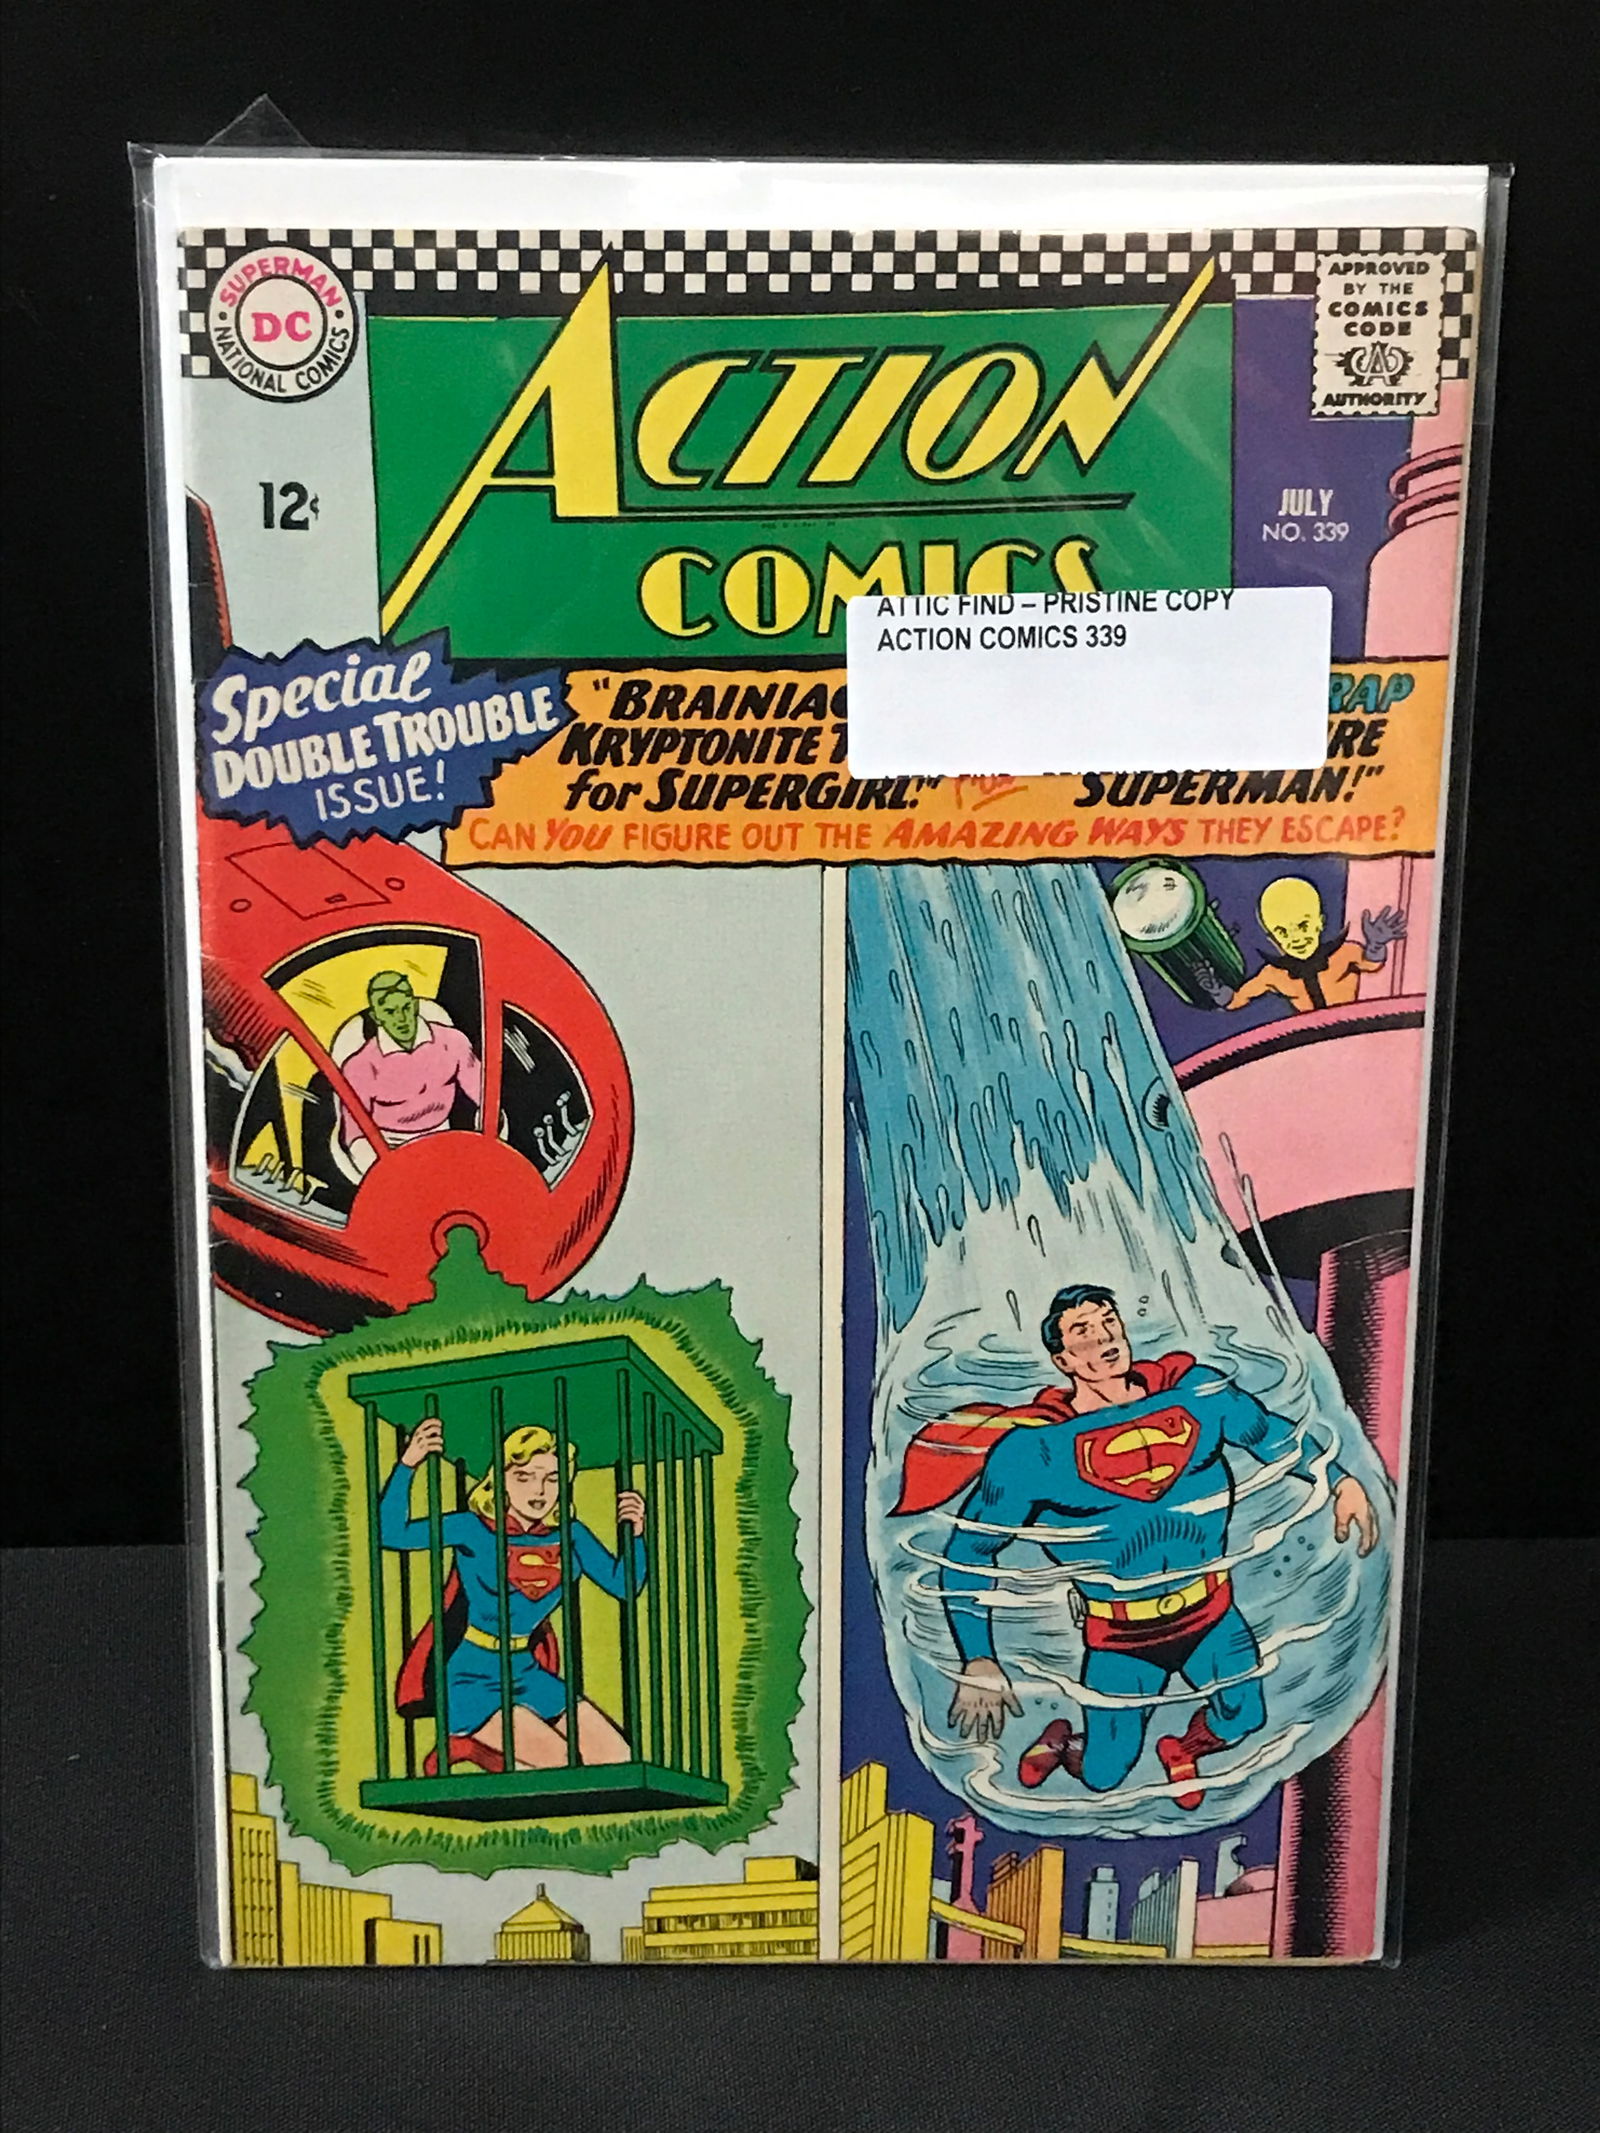 SUPERMAN
DC
NATIONAL COMICS
APPROVED
BY THE
COMICS
CODE
CA
AUTHORITY
ACTION
COMICS
12¢
JULY
NO. 339
ATTIC FIND – PRISTINE COPY
ACTION COMICS 339
Special
DOUBLE TROUBLE
ISSUE!
"BRAINIAC
KRYPTONITE
for SUPERGIRL!" SUPERMAN!"
CAN YOU FIGURE OUT THE AMAZING WAYS THEY ESCAPE?